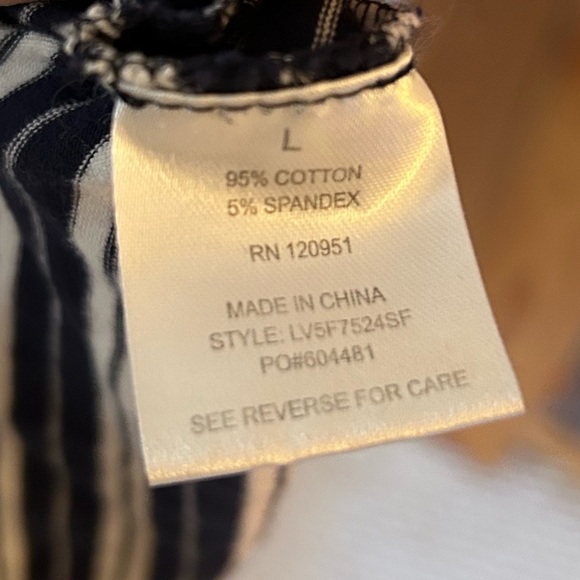 L
95% COTTON
5% SPANDEX
RN 120951
MADE IN CHINA
STYLE: LV5F7524SF
PO#604481
SEE REVERSE FOR CARE